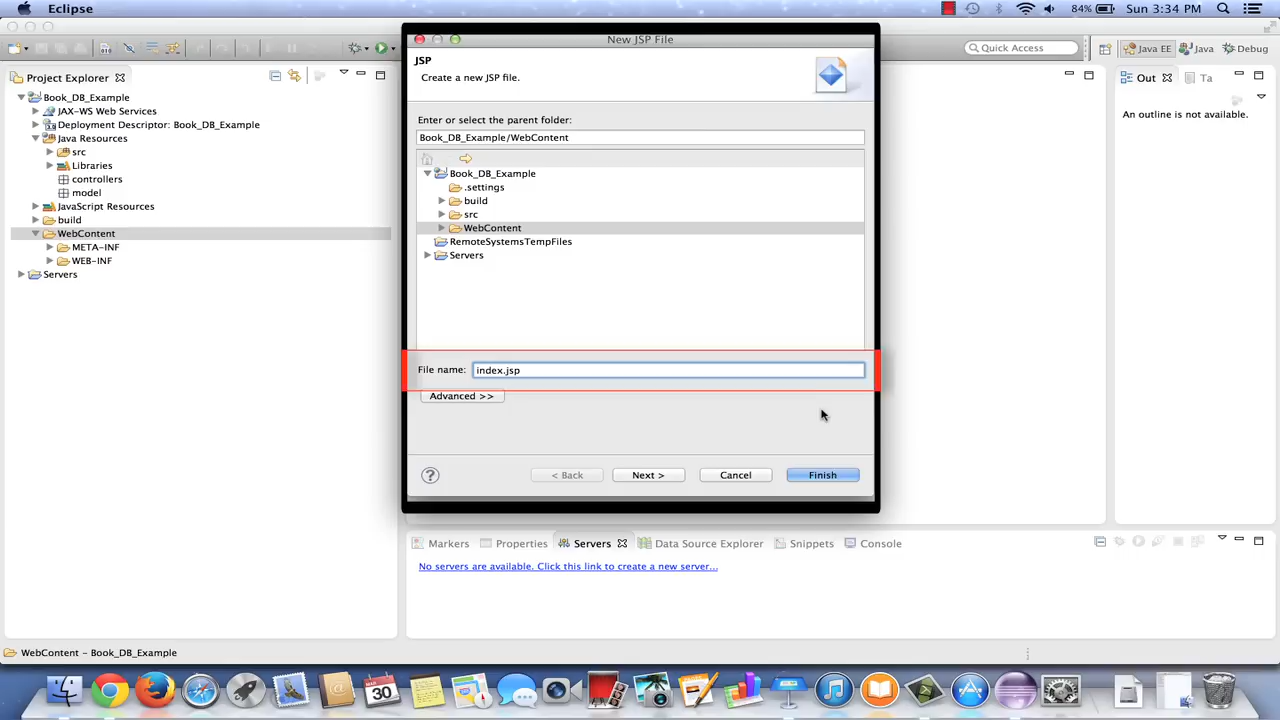 Eclipse
84%
Sun 3:34 PM
Quick Access
Java EE
Java
Debug
Project Explorer
Book_DB_Example
JAX-WS Web Services
Deployment Descriptor: Book_DB_Example
Java Resources
src
Libraries
controllers
model
JavaScript Resources
build
WebContent
META-INF
WEB-INF
Servers
New JSP File
JSP
Create a new JSP file.
Enter or select the parent folder:
Book_DB_Example/WebContent
Book_DB_Example
.settings
build
src
WebContent
RemoteSystemsTempFiles
Servers
File name: index.jsp
Advanced >>
? < Back Next > Cancel Finish
Out Ta
An outline is not available.
Markers Properties Servers Data Source Explorer Snippets Console
No servers are available. Click this link to create a new server...
WebContent - Book_DB_Example
30